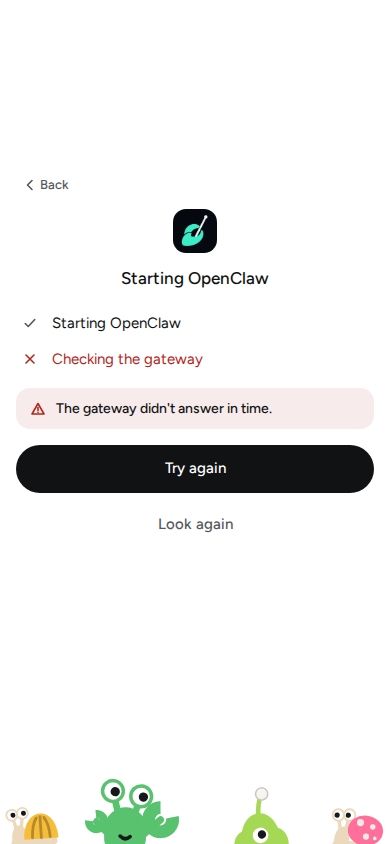 Back
Starting OpenClaw
Starting OpenClaw
Checking the gateway
The gateway didn't answer in time.
Try again
Look again